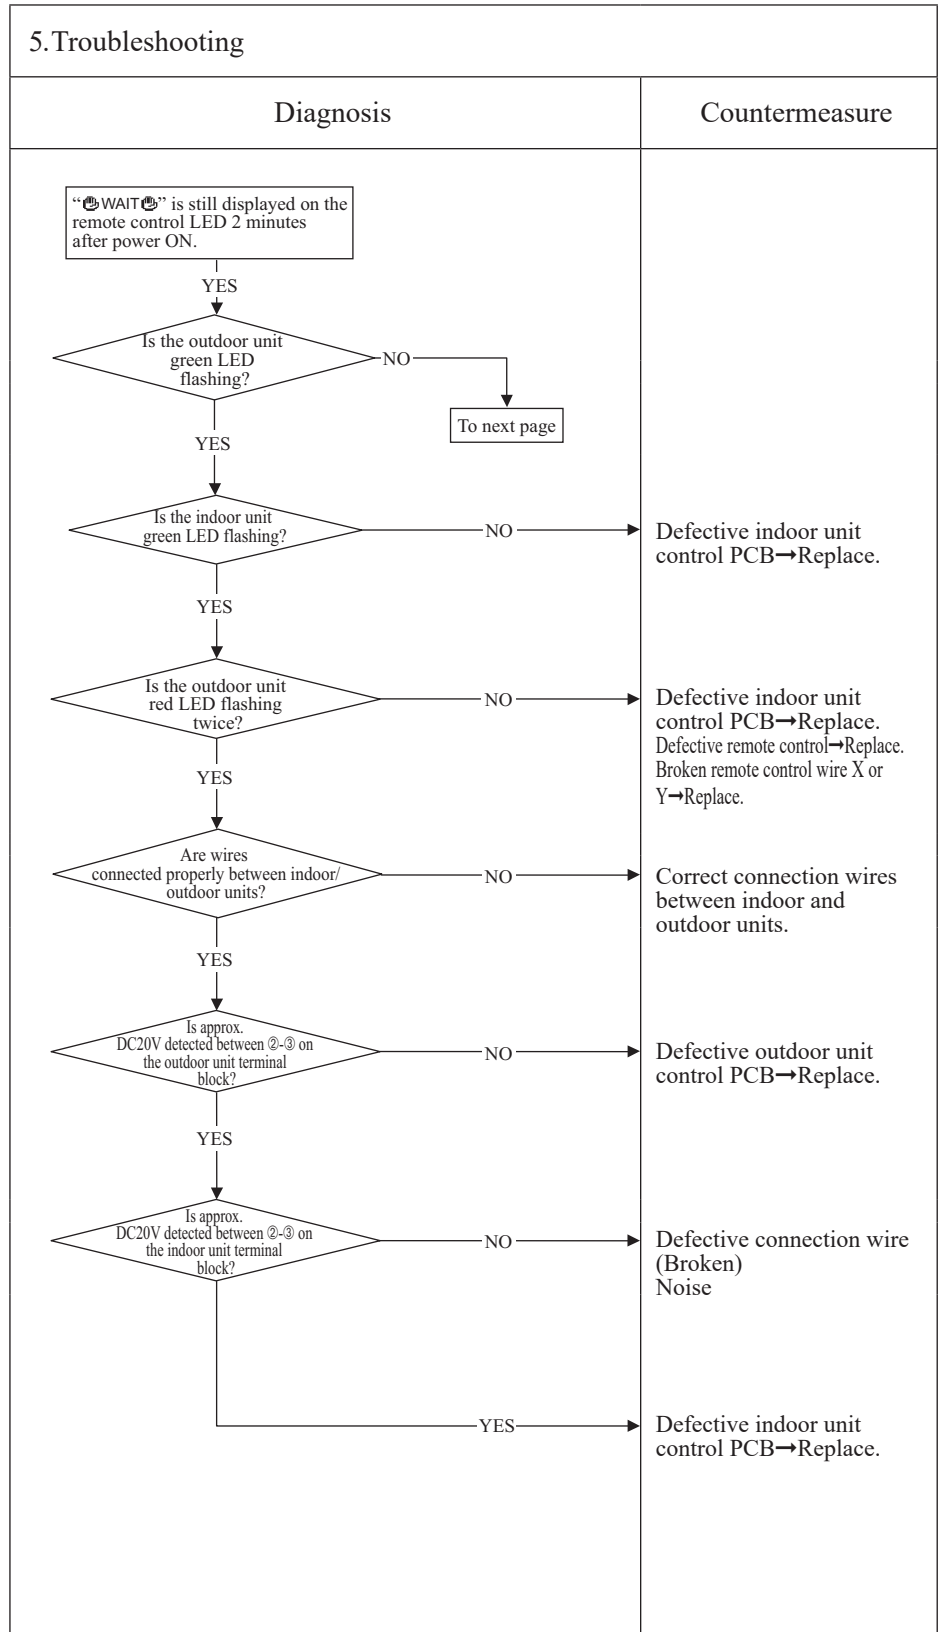 5.Troubleshooting
Diagnosis
Countermeasure
“WAIT” is still displayed on the
remote control LED 2 minutes
after power ON.
YES
Is the outdoor unit
green LED
flashing?
NO
To next page
YES
Is the indoor unit
green LED flashing?
NO
Defective indoor unit
control PCB→Replace.
YES
Is the outdoor unit
red LED flashing
twice?
NO
Defective indoor unit
control PCB→Replace.
Defective remote control→Replace.
Broken remote control wire X or
Y→Replace.
YES
Are wires
connected properly between indoor/
outdoor units?
NO
Correct connection wires
between indoor and
outdoor units.
YES
Is approx.
DC20V detected between ②-③ on
the outdoor unit terminal
block?
NO
Defective outdoor unit
control PCB→Replace.
YES
Is approx.
DC20V detected between ②-③ on
the indoor unit terminal
block?
NO
Defective connection wire
(Broken)
Noise
YES
Defective indoor unit
control PCB→Replace.